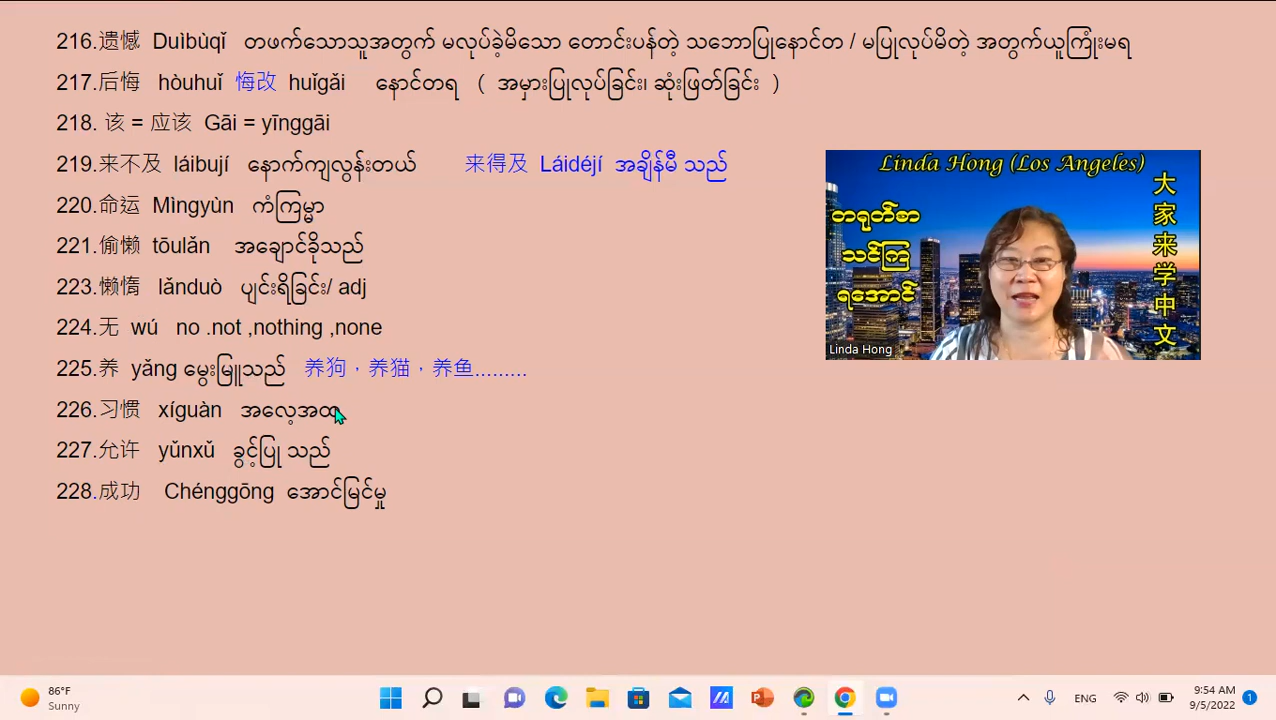 216.遗憾 Duìbùqǐ တဖက်သောသူအတွက် မလုပ်ခဲ့မိသော တောင်းပန်တဲ့ သဘောပြုနောင်တ / မပြုလုပ်မိတဲ့ အတွက်ယူကြုံးမရ
217.后悔 hòuhuǐ 悔改 huǐgǎi နောင်တရ ( အမှားပြုလုပ်ခြင်း၊ ဆုံးဖြတ်ခြင်း )
218. 该 = 应该 Gāi = yīnggāi
219.来不及 láibují နောက်ကျလွန်းတယ် 来得及 Láidéjí အချိန်မီ သည်
220.命运 Mìngyùn ကံကြမ္မာ
221.偷懒 tōulǎn အချောင်ခိုသည်
223.懒惰 lǎnduò ပျင်းရိခြင်း/ adj
224.无 wú no .not ,nothing ,none
225.养 yǎng မွေးမြူသည် 养狗，养猫，养鱼.........
226.习惯 xíguàn အလေ့အထ
227.允许 yǔnxǔ ခွင့်ပြု သည်
228.成功 Chénggōng အောင်မြင်မှု
Linda Hong (Los Angeles)
တရုတ်စာ
သင်ကြ
ရအောင်
大家来学中文
Linda Hong
86°F
Sunny
ENG
9:54 AM
9/5/2022
1